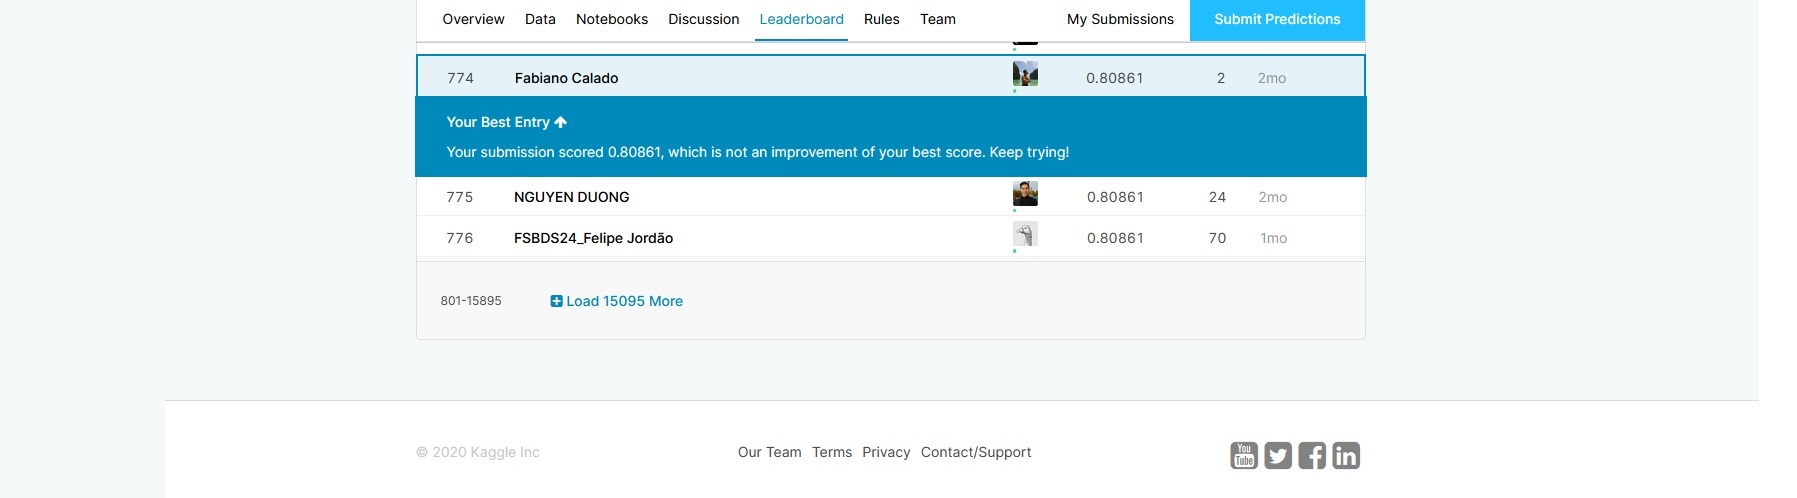 Overview Data Notebooks Discussion Leaderboard Rules Team My Submissions Submit Predictions
774 Fabiano Calado 0.80861 2 2mo
Your Best Entry
Your submission scored 0.80861, which is not an improvement of your best score. Keep trying!
775 NGUYEN DUONG 0.80861 24 2mo
776 FSBDS24_Felipe Jordão 0.80861 70 1mo
801-15895 Load 15095 More
© 2020 Kaggle Inc Our Team Terms Privacy Contact/Support You Tube f in